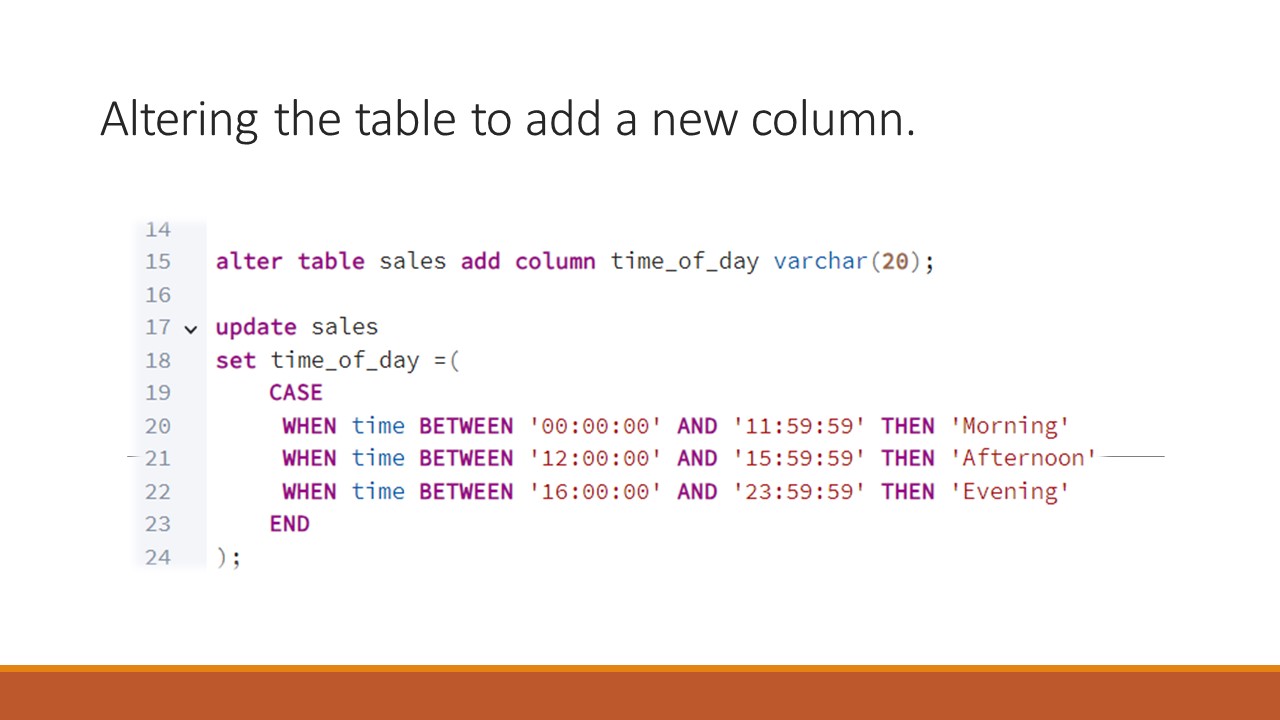 Altering the table to add a new column.
14
15 alter table sales add column time_of_day varchar(20);
16
17 update sales
18 set time_of_day =(
19 CASE
20 WHEN time BETWEEN '00:00:00' AND '11:59:59' THEN 'Morning'
21 WHEN time BETWEEN '12:00:00' AND '15:59:59' THEN 'Afternoon'
22 WHEN time BETWEEN '16:00:00' AND '23:59:59' THEN 'Evening'
23 END
24 );